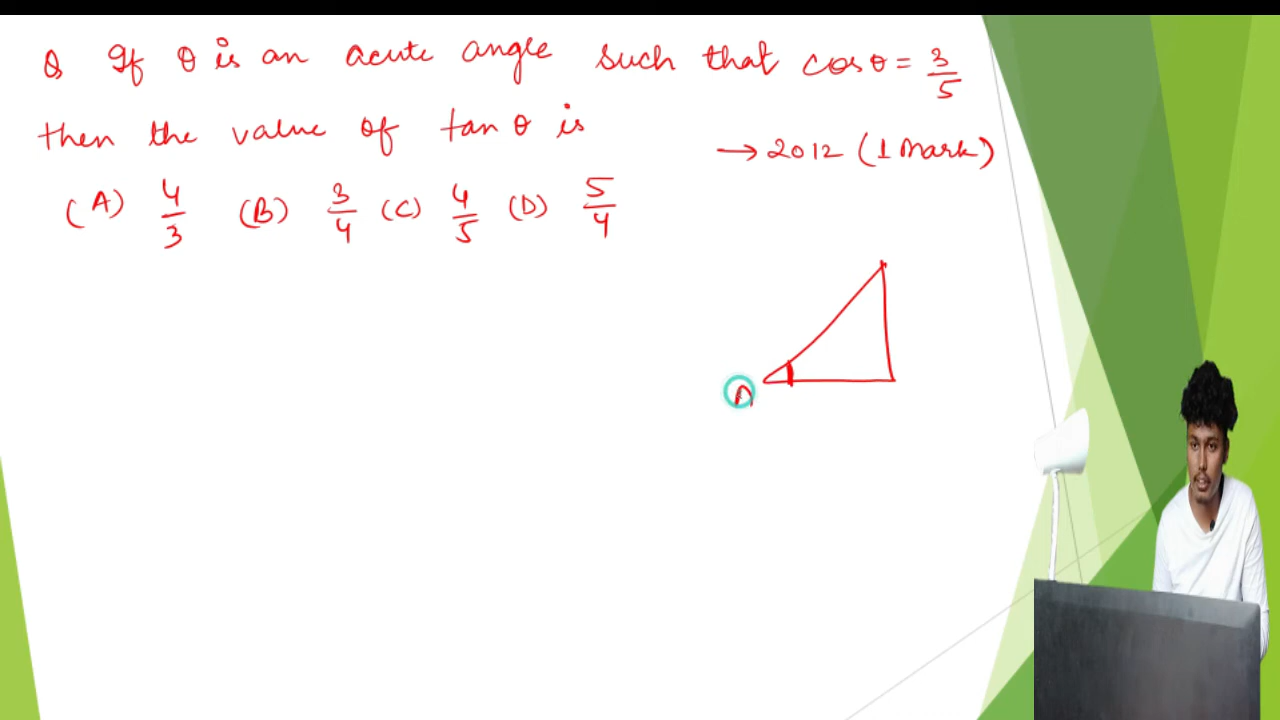 Q If θ is an acute angle such that cosθ = 3/5
then the value of tan θ is
→ 2012 (1 Mark)
(A) 4/3 (B) 3/4 (C) 4/5 (D) 5/4